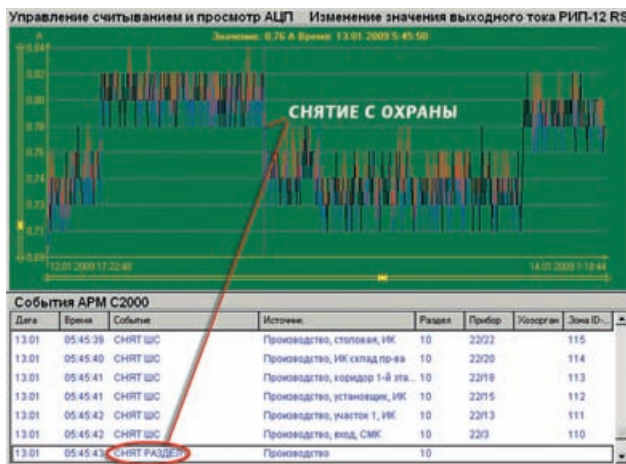 Управление считыванием и просмотр АЦП Изменение значения выходного тока РИП-12 RS
A Значение: 0,76 А Время: 13.01.2009 5:45:50
0,84
0,82
0,80
0,78
СНЯТИЕ С ОХРАНЫ
0,76
0,74
0,73
0,71
0,69
12.01.2009 17:22:40 14.01.2009 1:18:44
События АРМ С2000
Дата Время Событие Источник Раздел Прибор Хозорган Зона ID-...
13.01 05:45:39 СНЯТ ШС Производство, столовая, ИК 10 22/22 115
13.01 05:45:40 СНЯТ ШС Производство, ИК склад пр-ва 10 22/20 114
13.01 05:45:41 СНЯТ ШС Производство, коридор 1-й эта... 10 22/19 113
13.01 05:45:41 СНЯТ ШС Производство, установщик, ИК 10 22/15 112
13.01 05:45:42 СНЯТ ШС Производство, участок 1, ИК 10 22/13 111
13.01 05:45:42 СНЯТ ШС Производство, вход, СМК 10 22/3 110
13.01 05:45:43 СНЯТ РАЗДЕЛ Производство 10